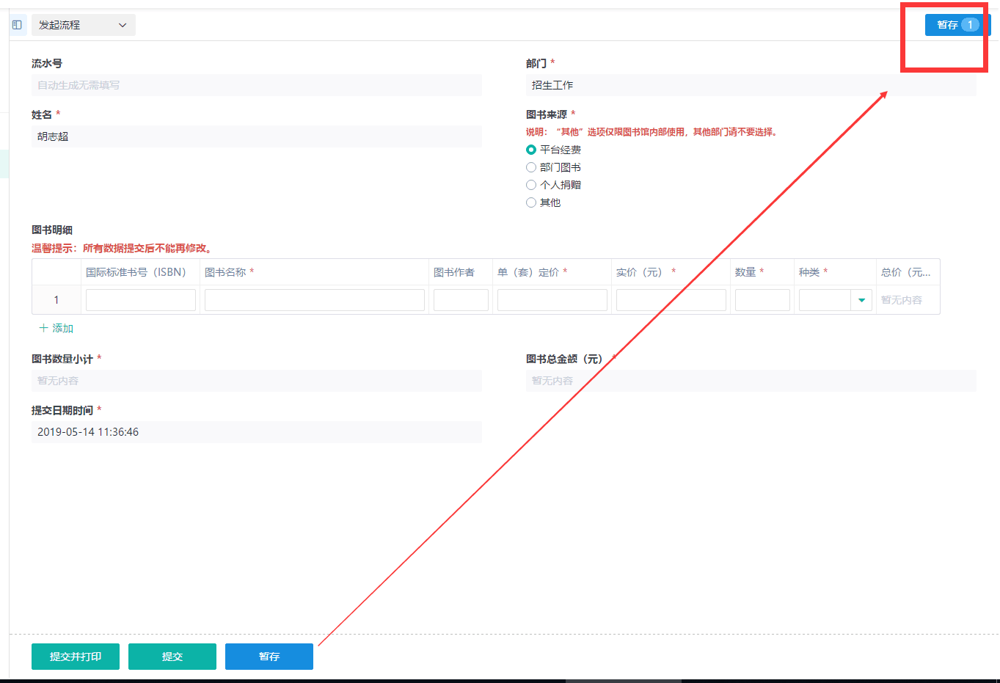 发起流程
暂存 1
流水号
自动生成无需填写
部门 *
招生工作
姓名 *
胡志超
图书来源 *
说明：“其他”选项仅限图书馆内部使用，其他部门请不要选择。
平台经费
部门图书
个人捐赠
其他
图书明细
温馨提示：所有数据提交后不能再修改。
国际标准书号（ISBN） 图书名称 * 图书作者 单（套）定价 * 实价（元） * 数量 * 种类 * 总价（元...
1 暂无内容
＋ 添加
图书数量小计 *
暂无内容
图书总金额（元） *
暂无内容
提交日期时间 *
2019-05-14 11:36:46
提交并打印 提交 暂存